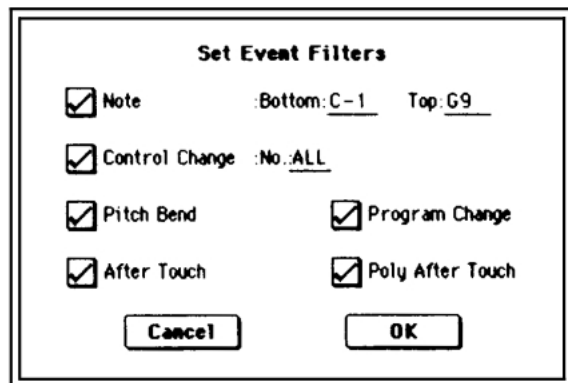 Set Event Filters
Note :Bottom:C-1 Top:G9
Control Change :No.:ALL
Pitch Bend Program Change
After Touch Poly After Touch
Cancel OK